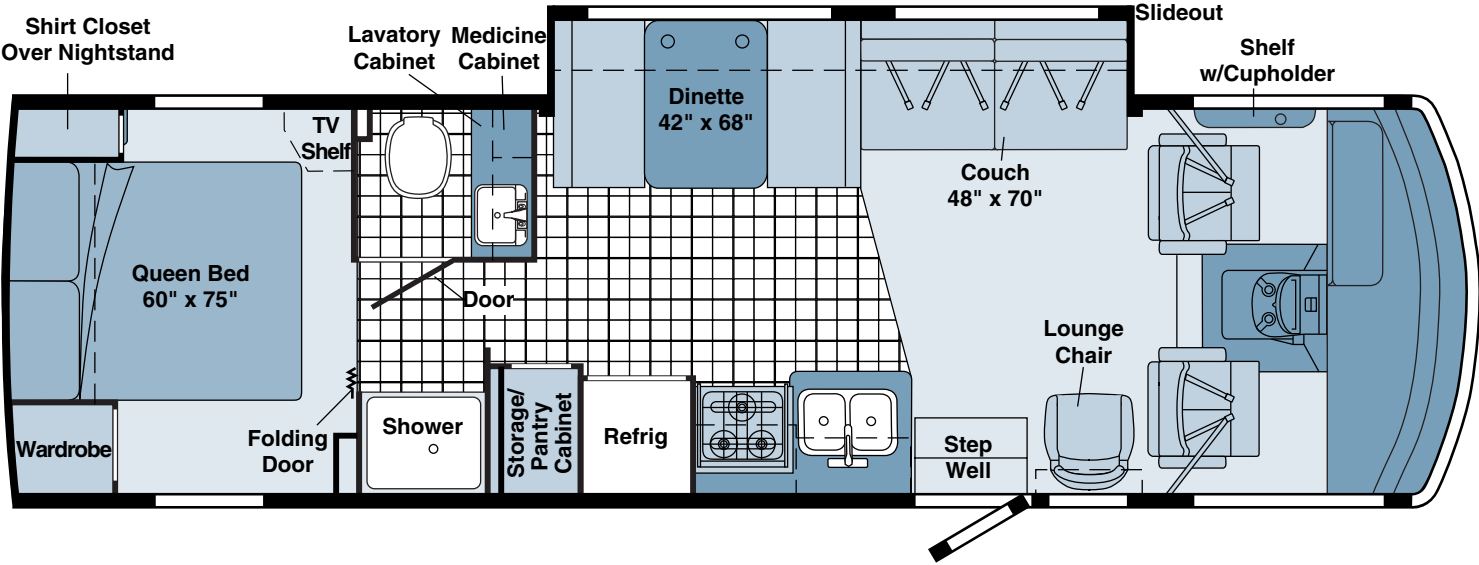 Shirt Closet
Over Nightstand
Lavatory
Cabinet
Medicine
Cabinet
Slideout
Shelf
w/Cupholder
TV
Shelf
Dinette
42" x 68"
Couch
48" x 70"
Queen Bed
60" x 75"
Door
Lounge
Chair
Wardrobe
Folding
Door
Shower
Storage/
Pantry
Cabinet
Refrig
Step
Well